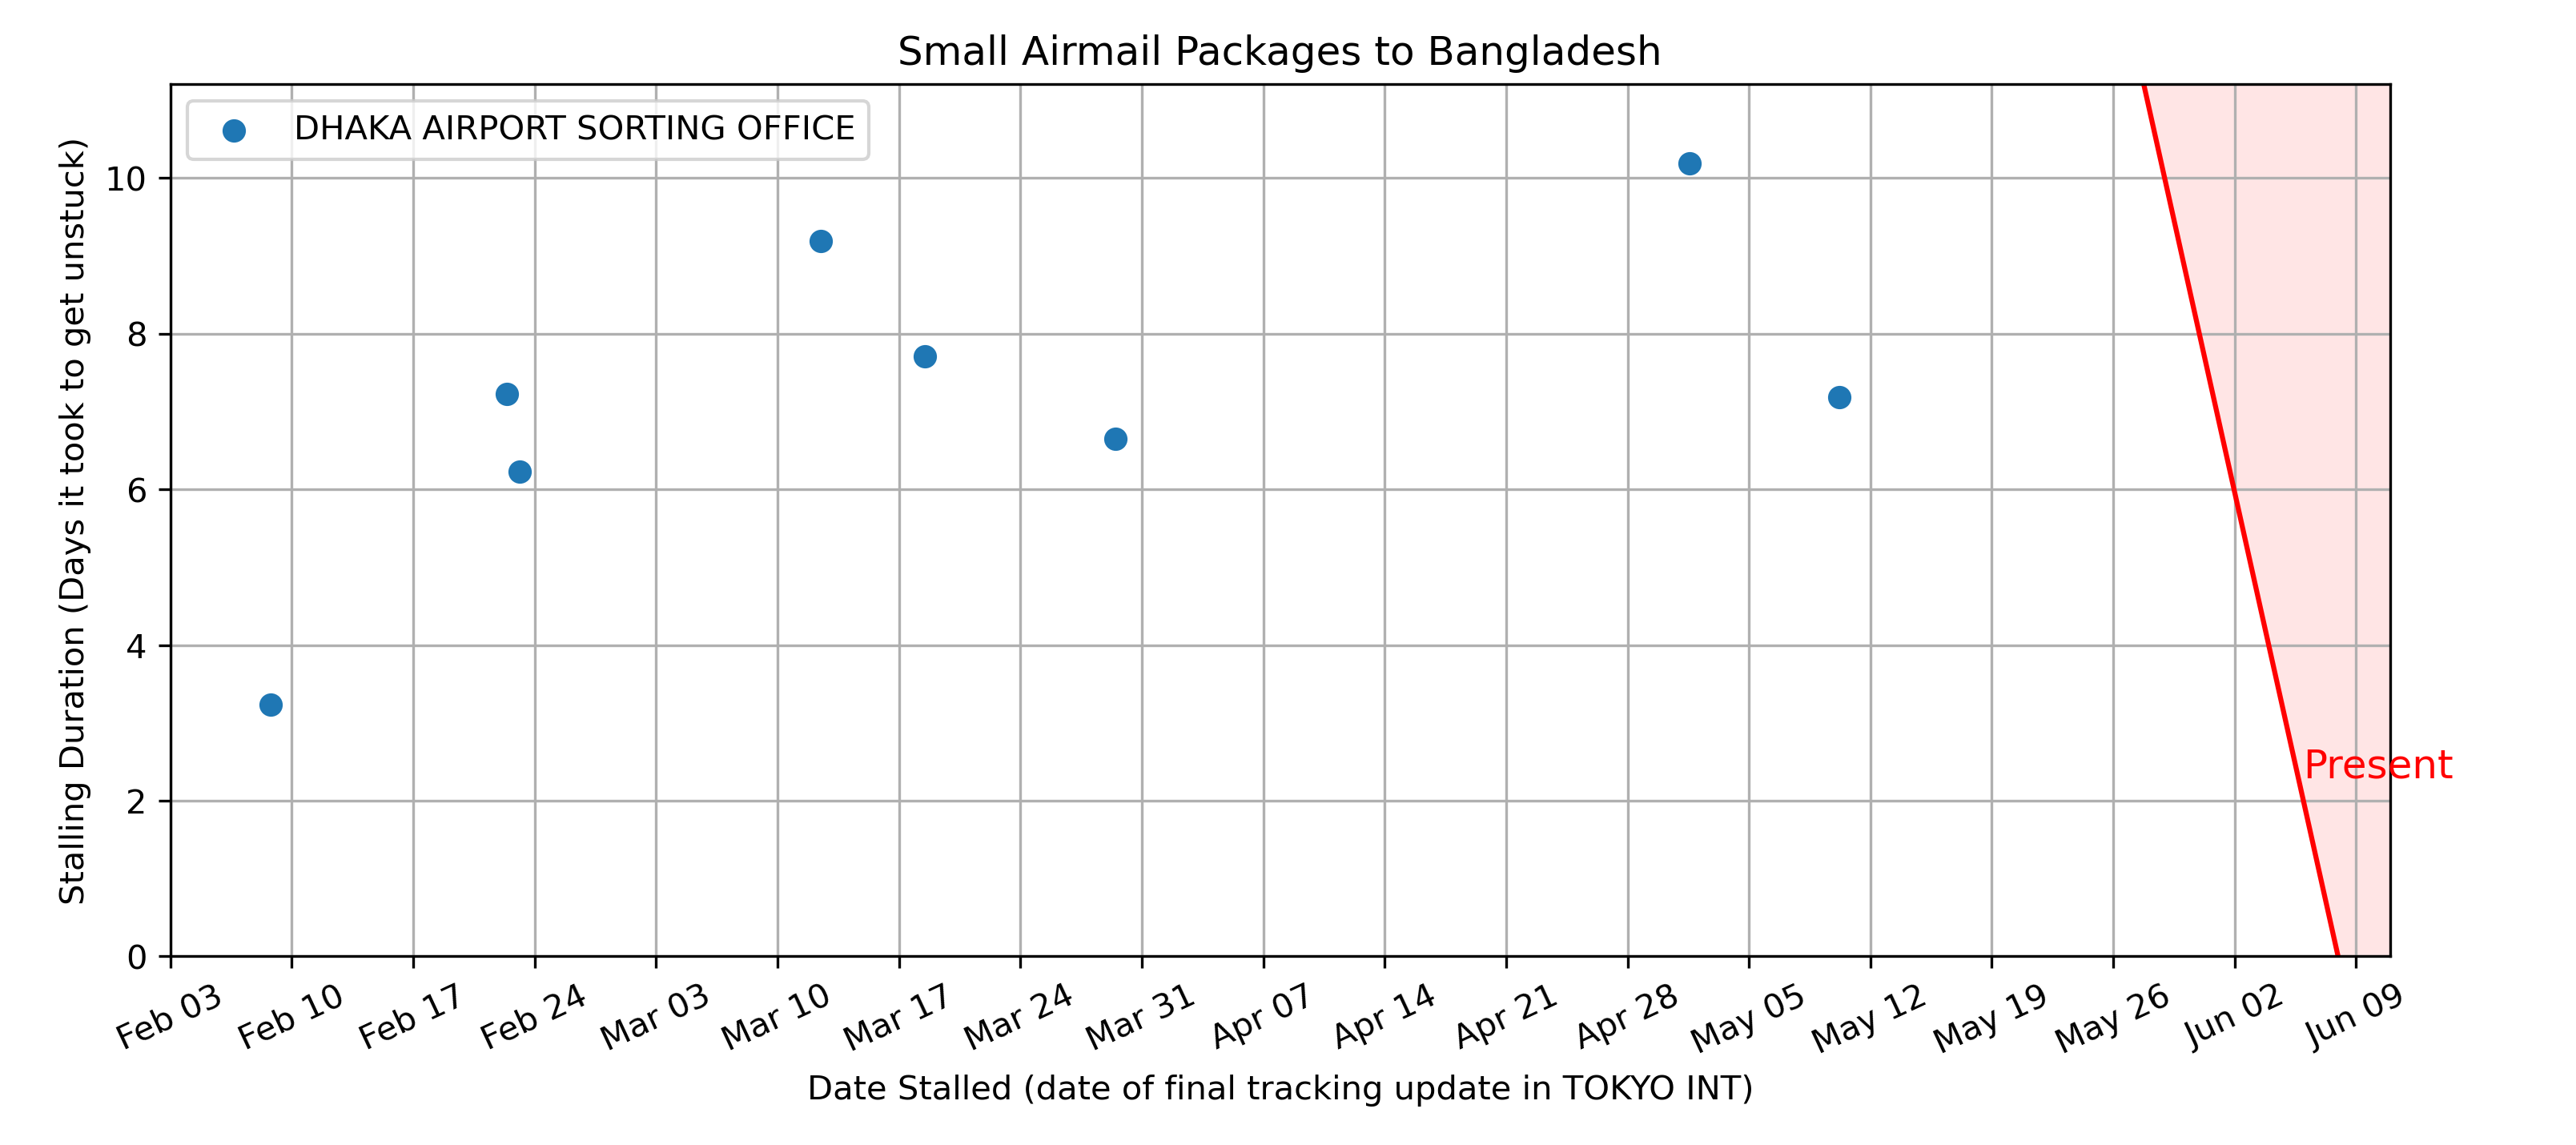 Small Airmail Packages to Bangladesh
DHAKA AIRPORT SORTING OFFICE
Stalling Duration (Days it took to get unstuck)
10
8
6
4
2
0
Present
Feb 03
Feb 10
Feb 17
Feb 24
Mar 03
Mar 10
Mar 17
Mar 24
Mar 31
Apr 07
Apr 14
Apr 21
Apr 28
May 05
May 12
May 19
May 26
Jun 02
Jun 09
Date Stalled (date of final tracking update in TOKYO INT)